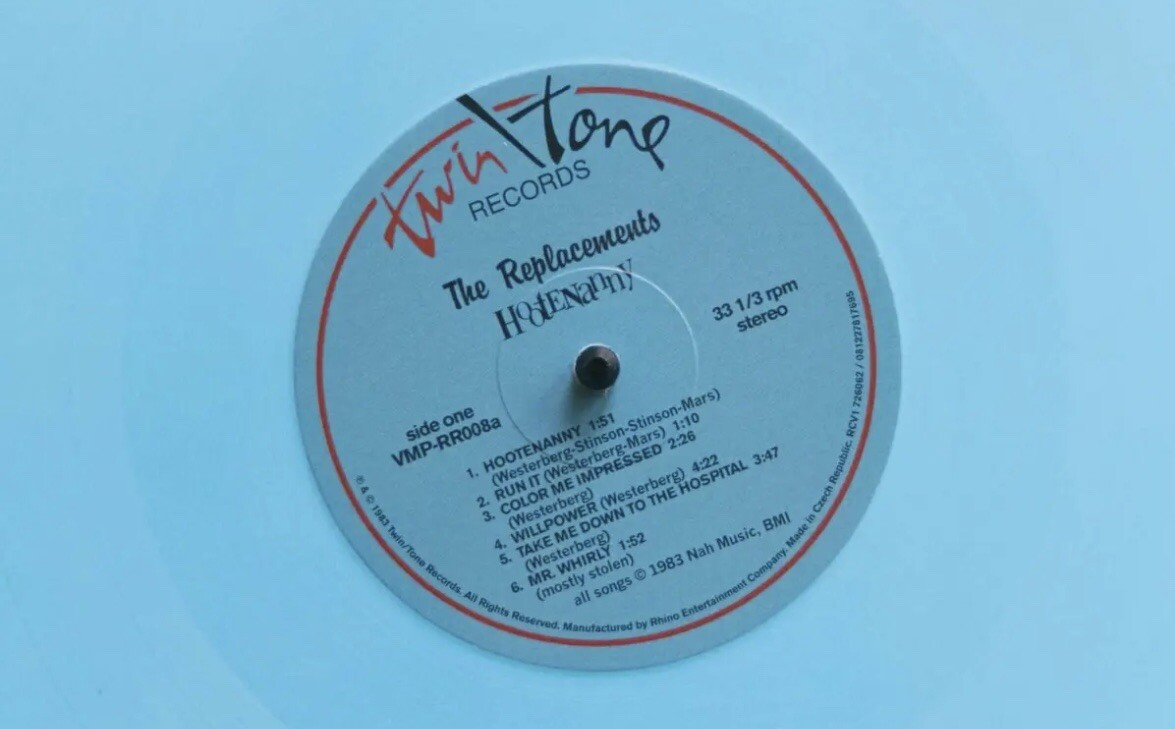 twin\tone
RECORDS
The Replacements
HootENanny
33 1/3 rpm
stereo
side one
VMP-RR008a
1. HOOTENANNY 1:51
(Westerberg-Stinson-Stinson-Mars)
2. RUN IT (Westerberg-Mars) 1:10
3. COLOR ME IMPRESSED 2:26
(Westerberg)
4. WILLPOWER (Westerberg) 4:22
5. TAKE ME DOWN TO THE HOSPITAL 3:47
(Westerberg)
6. MR. WHIRLY 1:52
(mostly stolen)
all songs © 1983 Nah Music, BMI
℗ & © 1983 Twin/Tone Records. All Rights Reserved. Manufactured by Rhino Entertainment Company. Made in Czech Republic. RCV1 726062 / 081227817695